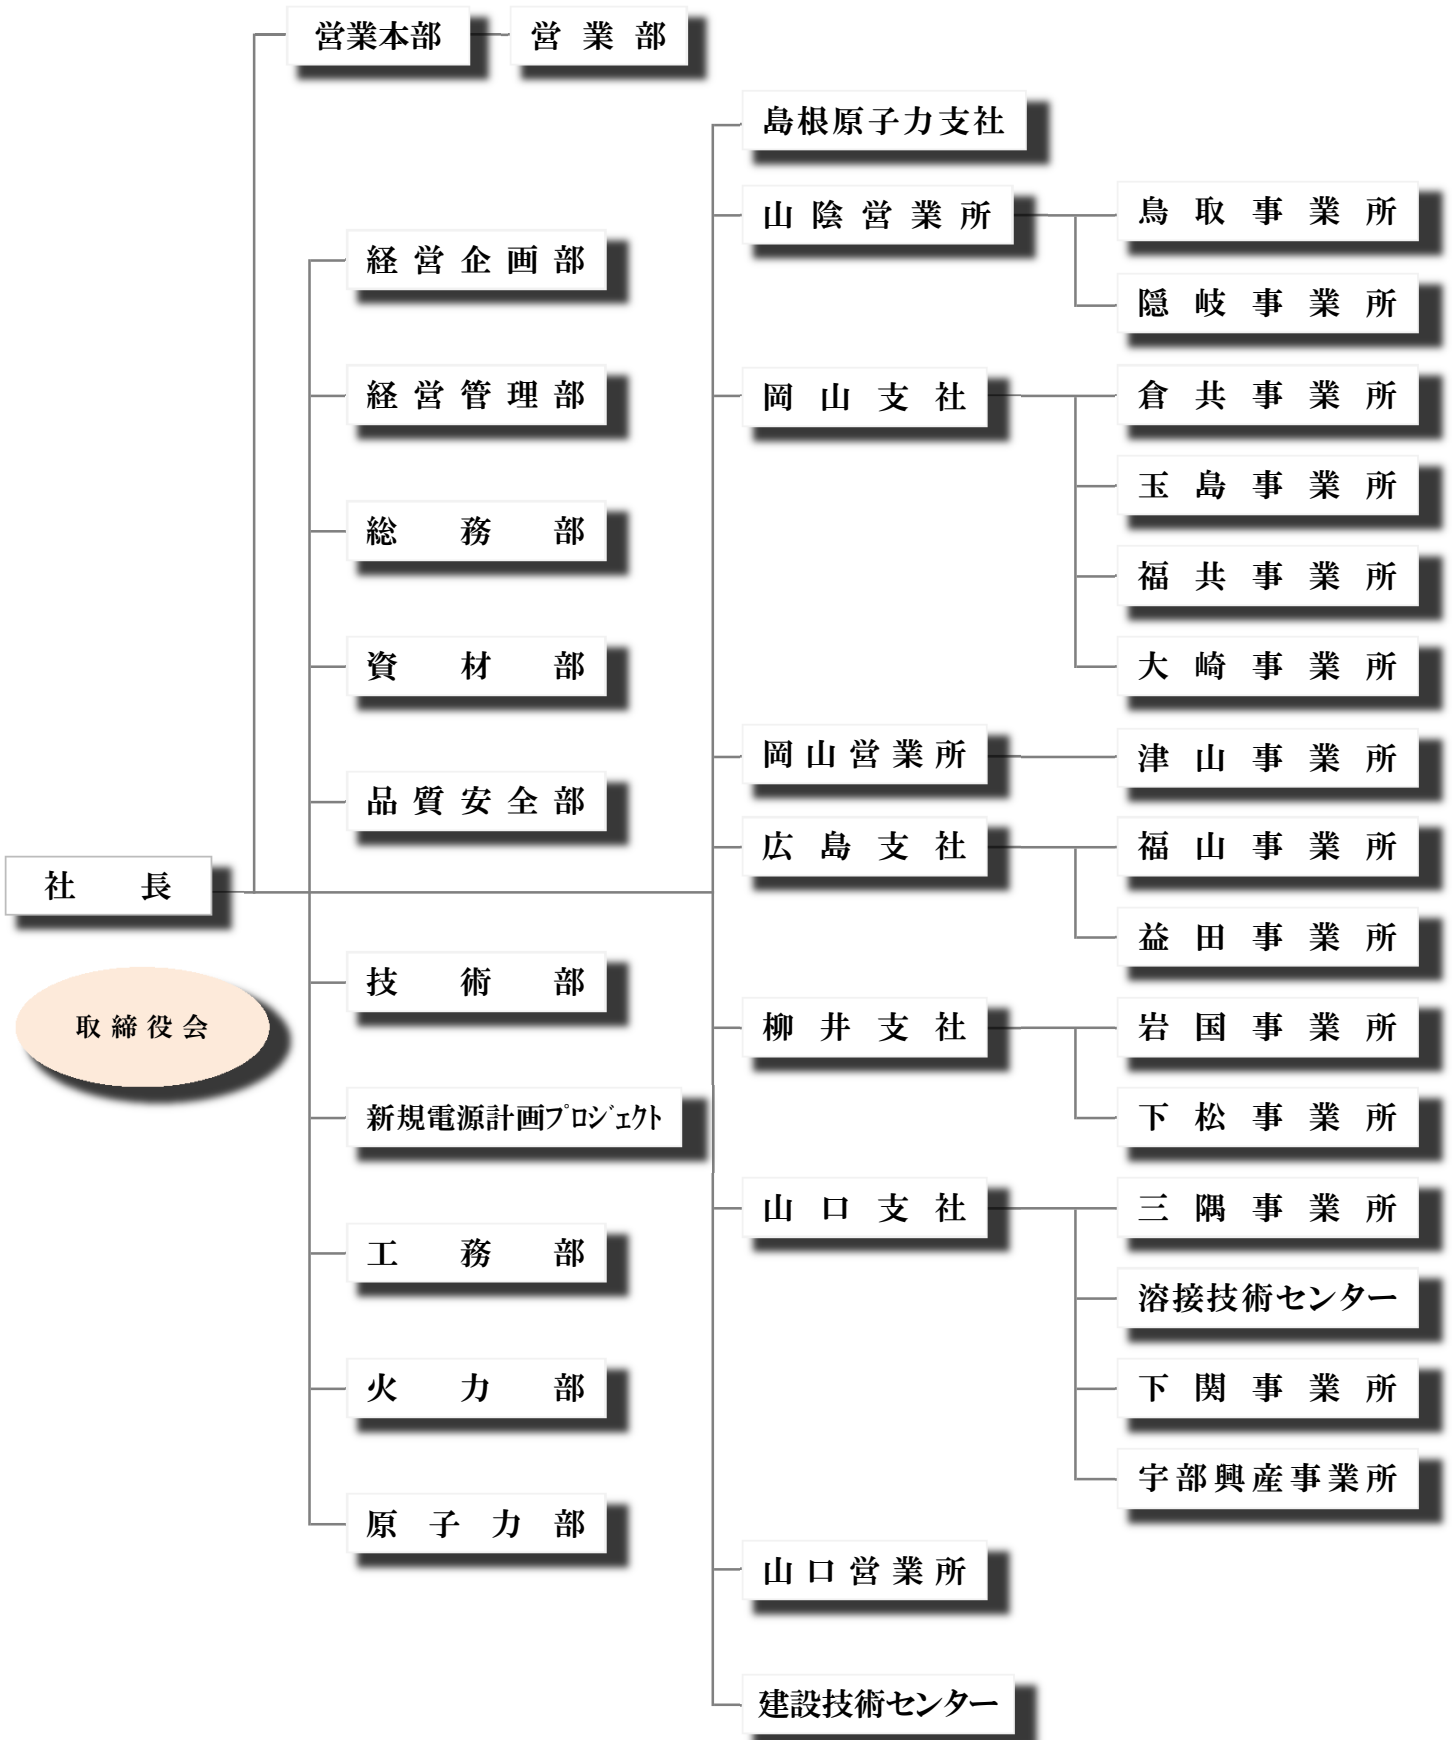 営業本部
営業部
島根原子力支社
山陰営業所
鳥取事業所
隠岐事業所
経営企画部
経営管理部
総務部
資材部
品質安全部
社長
取締役会
技術部
新規電源計画プロジェクト
工務部
火力部
原子力部
岡山支社
倉共事業所
玉島事業所
福共事業所
大崎事業所
岡山営業所
津山事業所
広島支社
福山事業所
益田事業所
柳井支社
岩国事業所
下松事業所
山口支社
三隅事業所
溶接技術センター
下関事業所
宇部興産事業所
山口営業所
建設技術センター